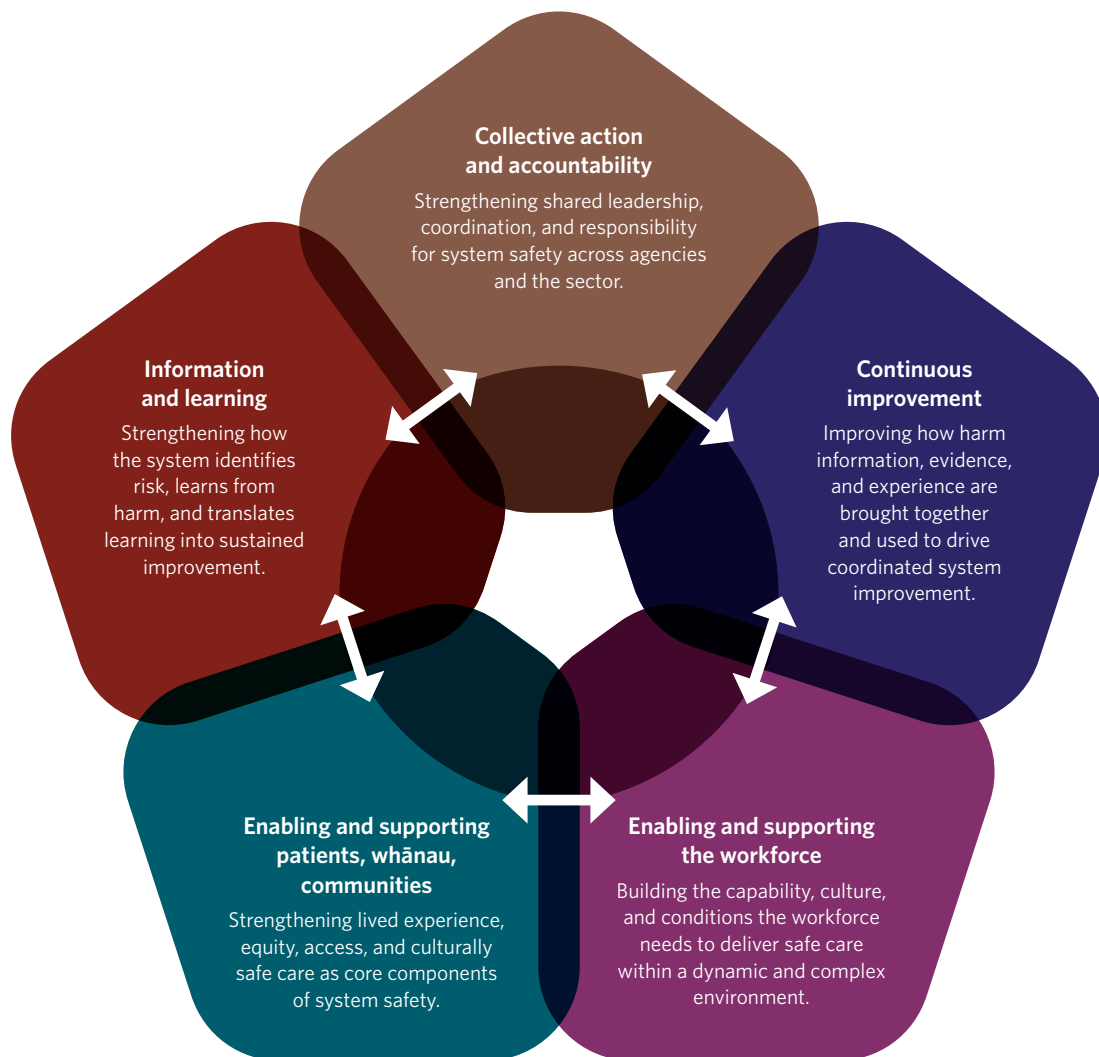 Collective action
and accountability
Strengthening shared leadership,
coordination, and responsibility
for system safety across agencies
and the sector.
Information
and learning
Strengthening how
the system identifies
risk, learns from
harm, and translates
learning into sustained
improvement.
Continuous
improvement
Improving how harm
information, evidence,
and experience are
brought together
and used to drive
coordinated system
improvement.
Enabling and supporting
patients, whānau,
communities
Strengthening lived experience,
equity, access, and culturally
safe care as core components
of system safety.
Enabling and supporting
the workforce
Building the capability, culture,
and conditions the workforce
needs to deliver safe care
within a dynamic and complex
environment.